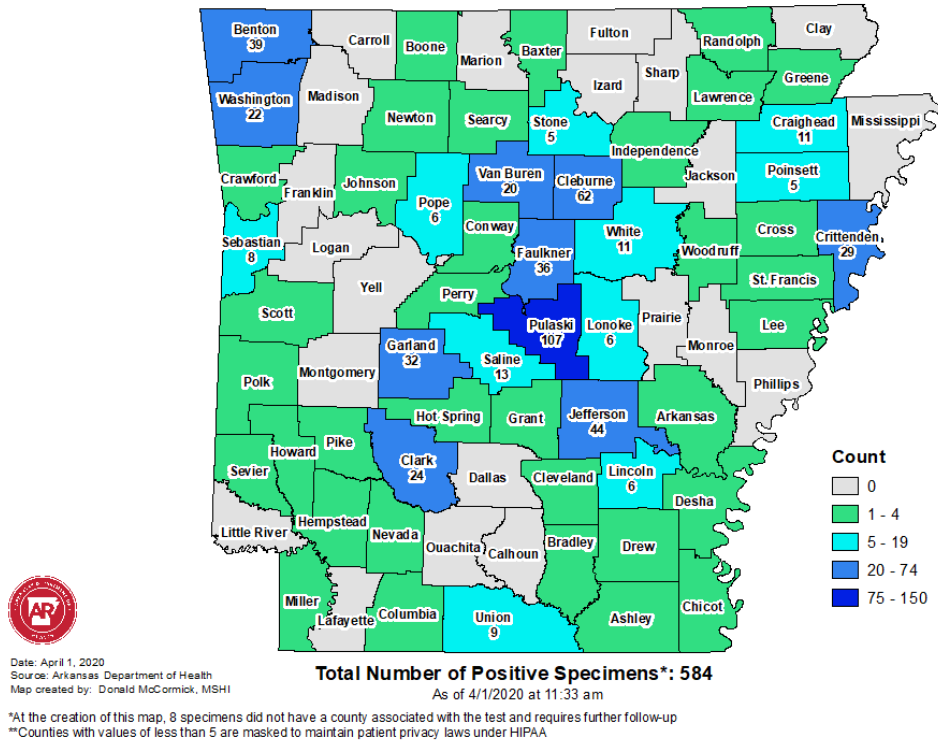 Benton
39
Carroll
Boone
Marion
Baxter
Fulton
Randolph
Clay
Izard
Sharp
Lawrence
Greene
Washington
22
Madison
Newton
Searcy
Stone
5
Independence
Craighead
11
Mississippi
Crawford
Franklin
Johnson
Pope
6
Van Buren
20
Cleburne
62
Jackson
Poinsett
5
Sebastian
8
Logan
Conway
Faulkner
36
White
11
Woodruff
Cross
Crittenden
29
St. Francis
Yell
Perry
Scott
Pulaski
107
Lonoke
6
Prairie
Monroe
Lee
Phillips
Polk
Montgomery
Garland
32
Saline
13
Hot Spring
Grant
Jefferson
44
Arkansas
Sevier
Howard
Pike
Clark
24
Dallas
Cleveland
Lincoln
6
Desha
Little River
Hempstead
Nevada
Ouachita
Calhoun
Bradley
Drew
Miller
Lafayette
Columbia
Union
9
Ashley
Chicot
Count
0
1 - 4
5 - 19
20 - 74
75 - 150
AR
Date: April 1, 2020
Source: Arkansas Department of Health
Map created by: Donald McCormick, MSHI
Total Number of Positive Specimens*: 584
As of 4/1/2020 at 11:33 am
*At the creation of this map, 8 specimens did not have a county associated with the test and requires further follow-up
**Counties with values of less than 5 are masked to maintain patient privacy laws under HIPAA